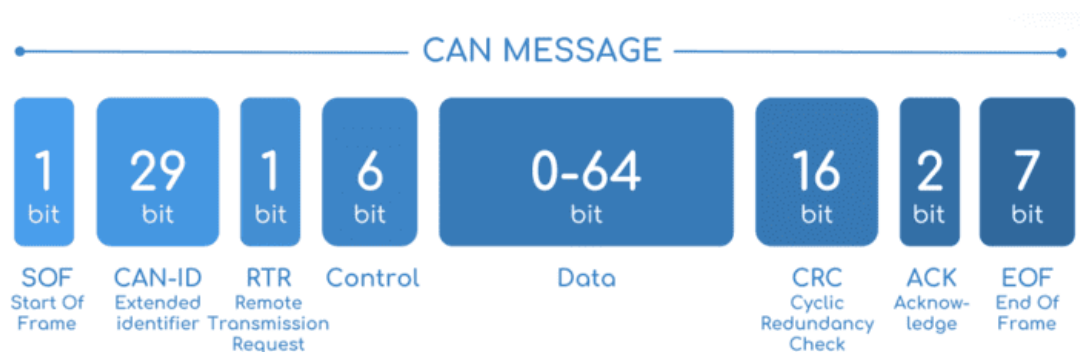 CAN MESSAGE
1
bit
29
bit
1
bit
6
bit
0-64
bit
16
bit
2
bit
7
bit
SOF
Start Of
Frame
CAN-ID
Extended
identifier
RTR
Remote
Transmission
Request
Control
Data
CRC
Cyclic
Redundancy
Check
ACK
Acknow-
ledge
EOF
End Of
Frame